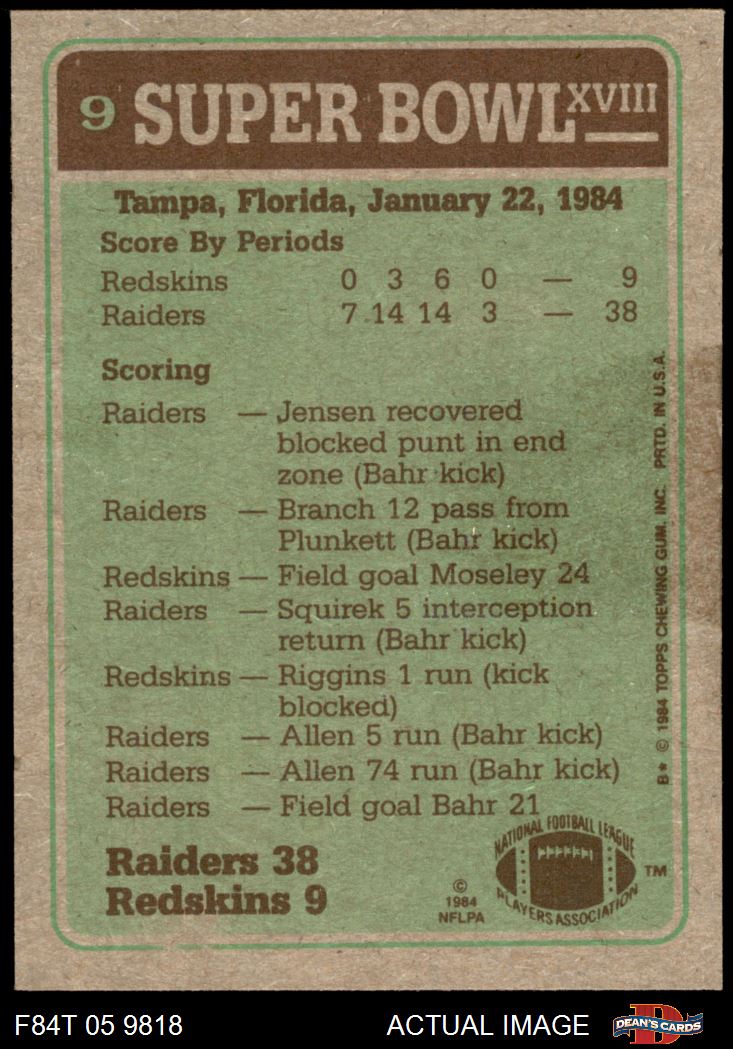 9 SUPER BOWL XVIII
Tampa, Florida, January 22, 1984
Score By Periods
Redskins 0 3 6 0 — 9
Raiders 7 14 14 3 — 38
Scoring
Raiders — Jensen recovered
blocked punt in end
zone (Bahr kick)
Raiders — Branch 12 pass from
Plunkett (Bahr kick)
Redskins — Field goal Moseley 24
Raiders — Squirek 5 interception
return (Bahr kick)
Redskins — Riggins 1 run (kick
blocked)
Raiders — Allen 5 run (Bahr kick)
Raiders — Allen 74 run (Bahr kick)
Raiders — Field goal Bahr 21
Raiders 38
Redskins 9
© 
1984
NFLPA
NATIONAL FOOTBALL LEAGUE
PLAYERS ASSOCIATION
TM
B* © 1984 TOPPS CHEWING GUM, INC. PRTD. IN U.S.A.
F84T 05 9818
ACTUAL IMAGE
DEAN'S CARDS